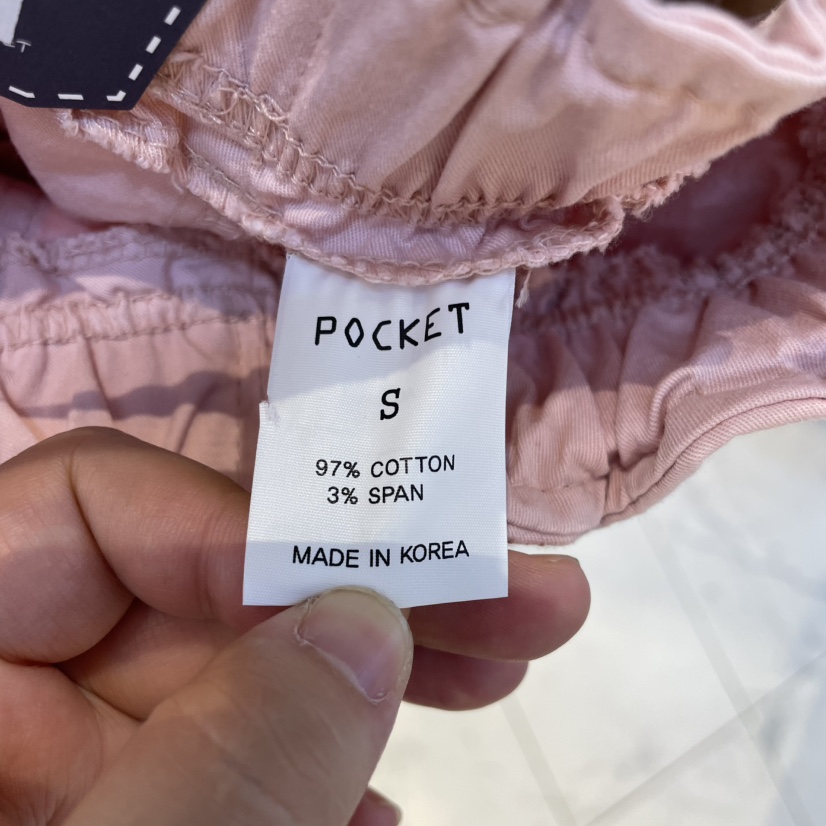 POCKET
S
97% COTTON
3% SPAN
MADE IN KOREA